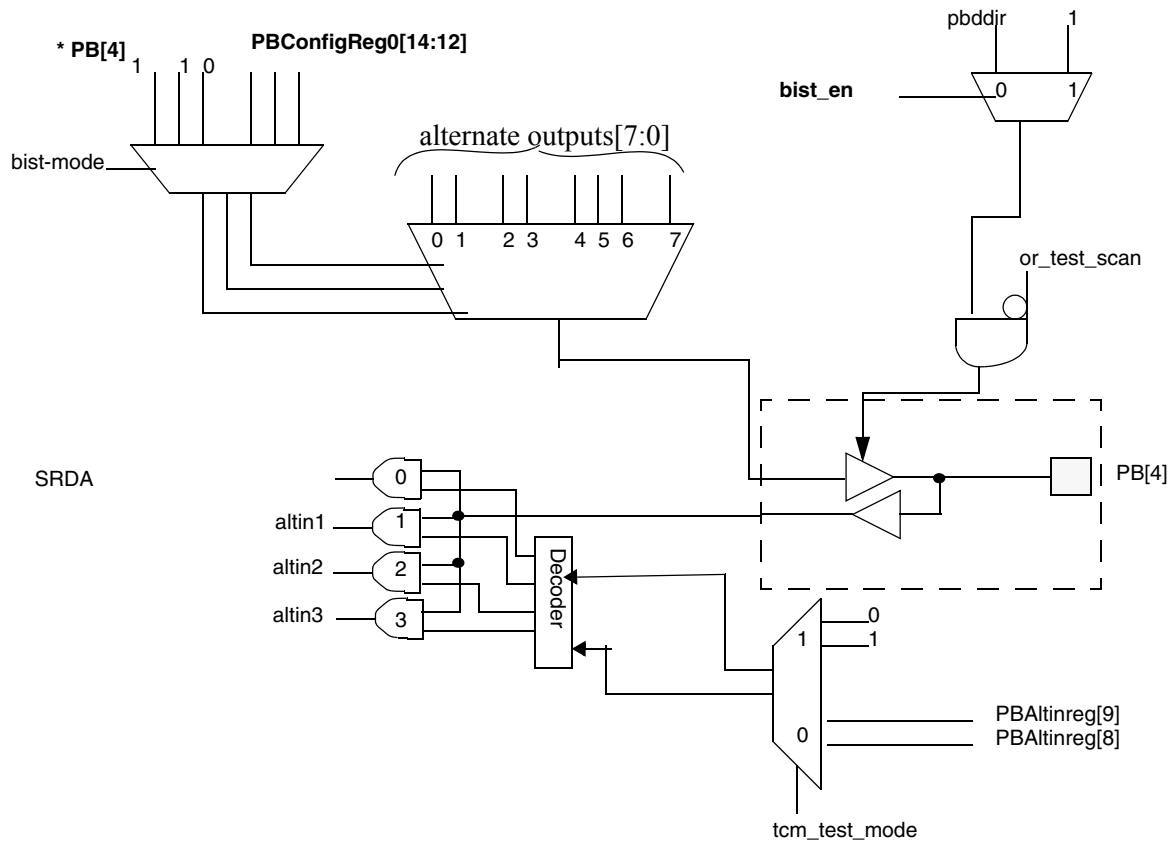 pbddir 1
* PB[4] PBConfigReg0[14:12]
1 1 0
bist_en 0 1
alternate outputs[7:0]
bist-mode
0 1 2 3 4 5 6 7
or_test_scan
SRDA 0 PB[4]
altin1 1
altin2 2
altin3 3
Decoder
0
1 1
PBAltinreg[9]
0 PBAltinreg[8]
tcm_test_mode